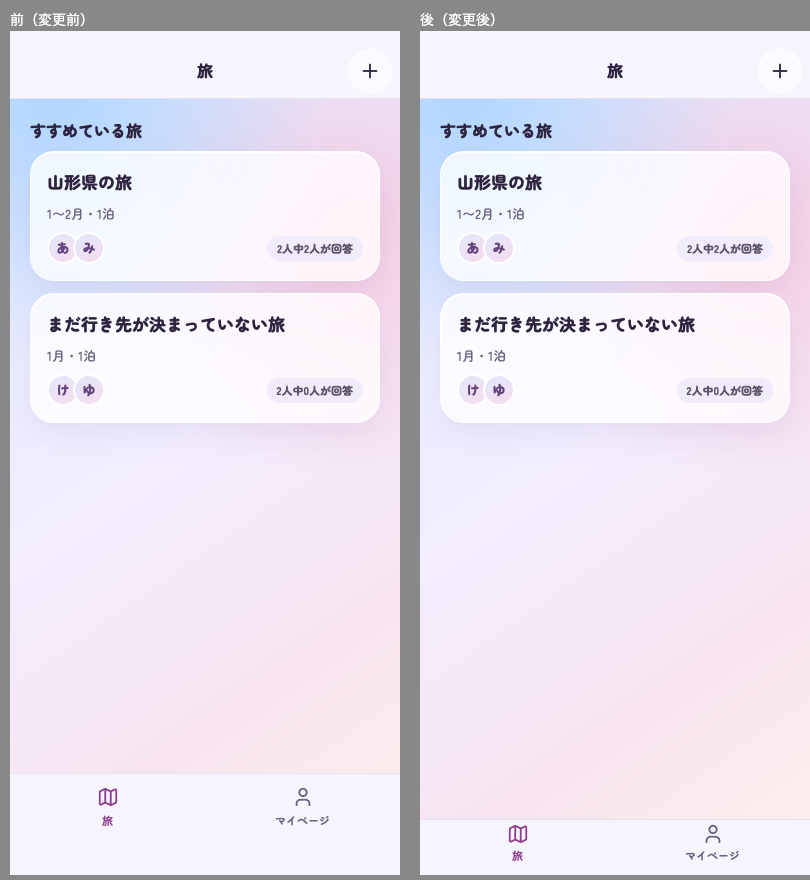 前（変更前）
旅
すすめている旅
山形県の旅
1〜2月・1泊
あ み
2人中2人が回答
まだ行き先が決まっていない旅
1月・1泊
け ゆ
2人中0人が回答
旅
マイページ
後（変更後）
旅
すすめている旅
山形県の旅
1〜2月・1泊
あ み
2人中2人が回答
まだ行き先が決まっていない旅
1月・1泊
け ゆ
2人中0人が回答
旅
マイページ